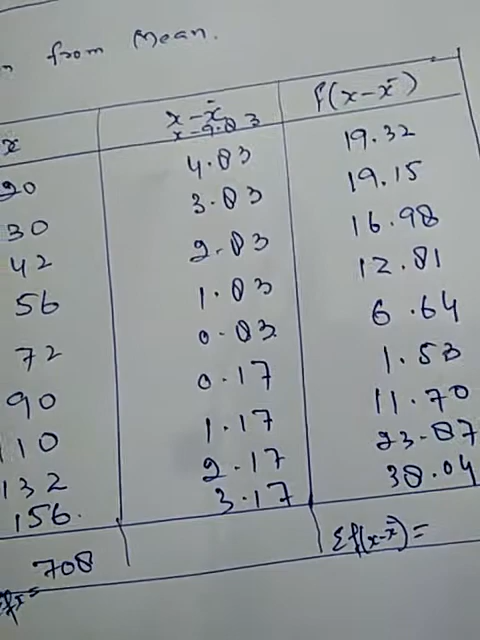 n from Mean.
x | x-x̄ | f(x-x̄)
x-9.83
20 | 4.83 | 19.32
30 | 3.83 | 19.15
42 | 2.83 | 16.98
56 | 1.83 | 12.81
72 | 0.83 | 6.64
90 | 0.17 | 1.53
110 | 1.17 | 11.70
132 | 2.17 | 23.87
156. | 3.17 | 38.04
708 | Σf(x-x̄)=
fx=